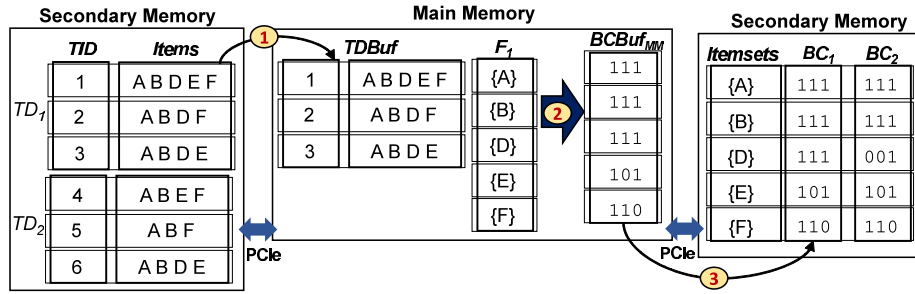 Secondary Memory
TID Items
TD1
1 A B D E F
2 A B D F
3 A B D E
TD2
4 A B E F
5 A B F
6 A B D E
1
PCIe
Main Memory
TDBuf F1 BCBufMM
1 A B D E F
2 A B D F
3 A B D E
{A}
{B}
{D}
{E}
{F}
2
111
111
111
101
110
PCIe
3
Secondary Memory
Itemsets BC1 BC2
{A} 111 111
{B} 111 111
{D} 111 001
{E} 101 101
{F} 110 110